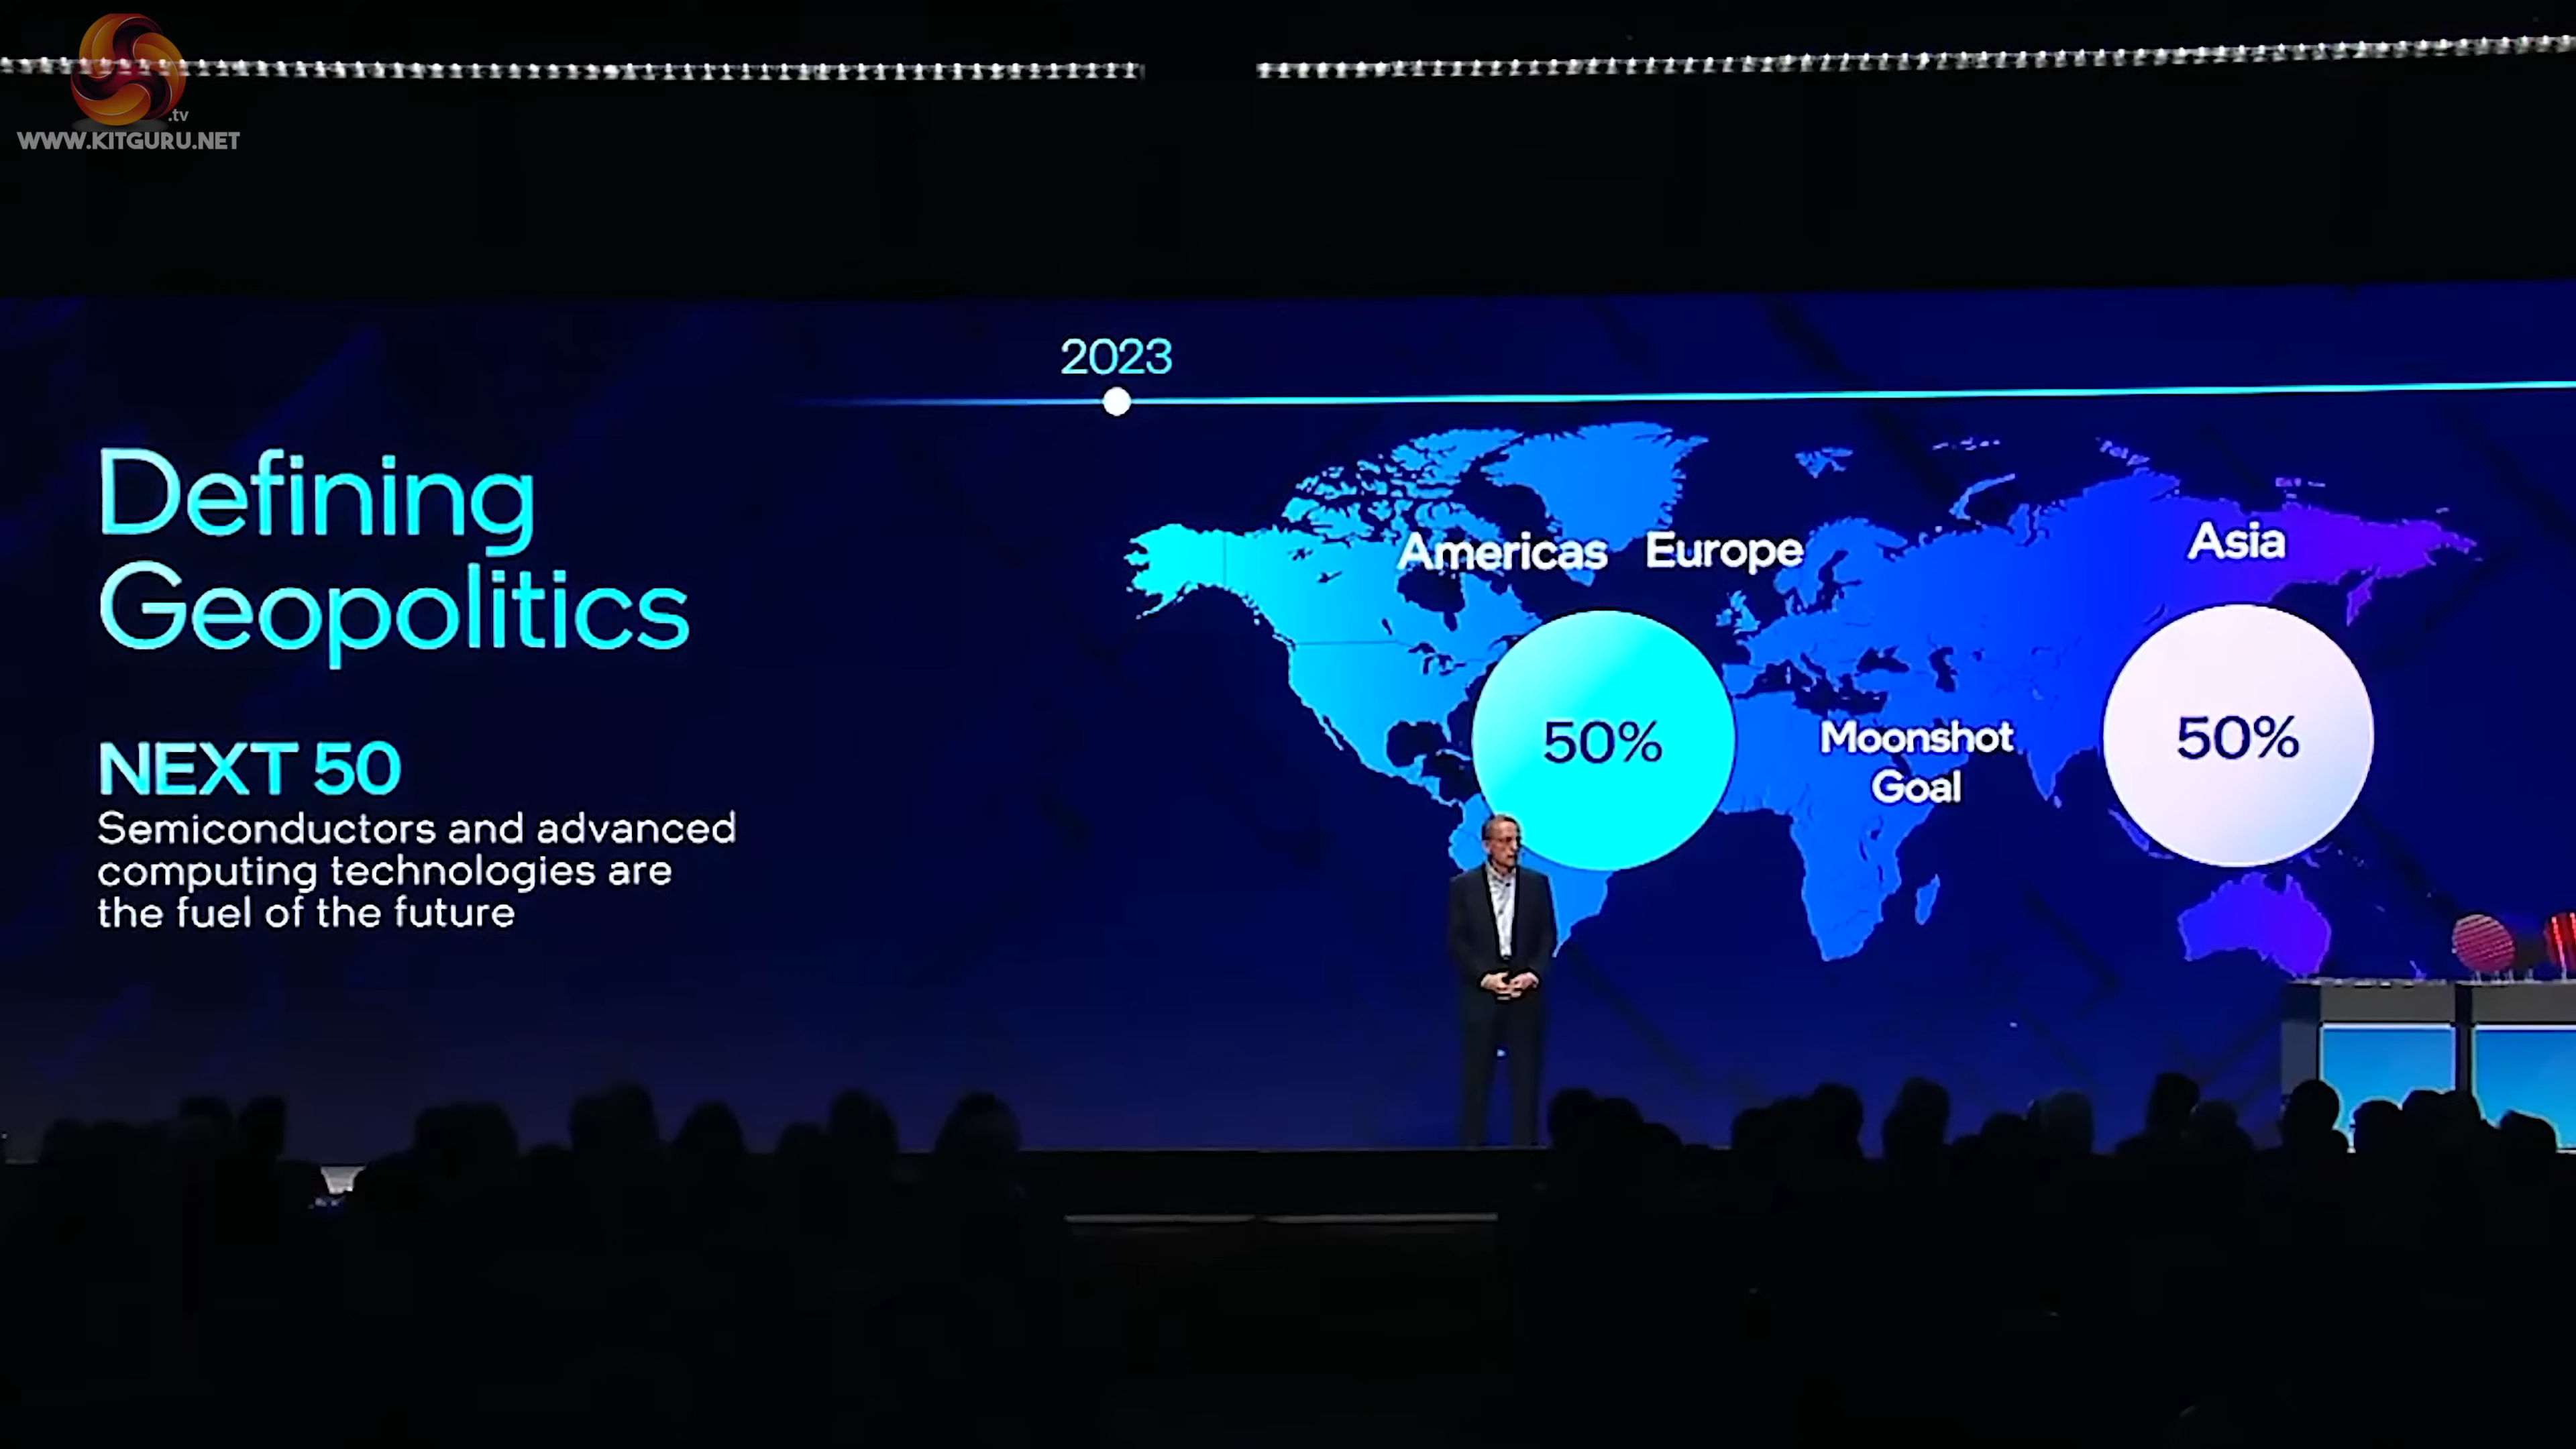 .tv
WWW.KITGURU.NET
2023
Defining
Geopolitics
NEXT 50
Semiconductors and advanced
computing technologies are
the fuel of the future
Americas Europe
Asia
50%
Moonshot
Goal
50%